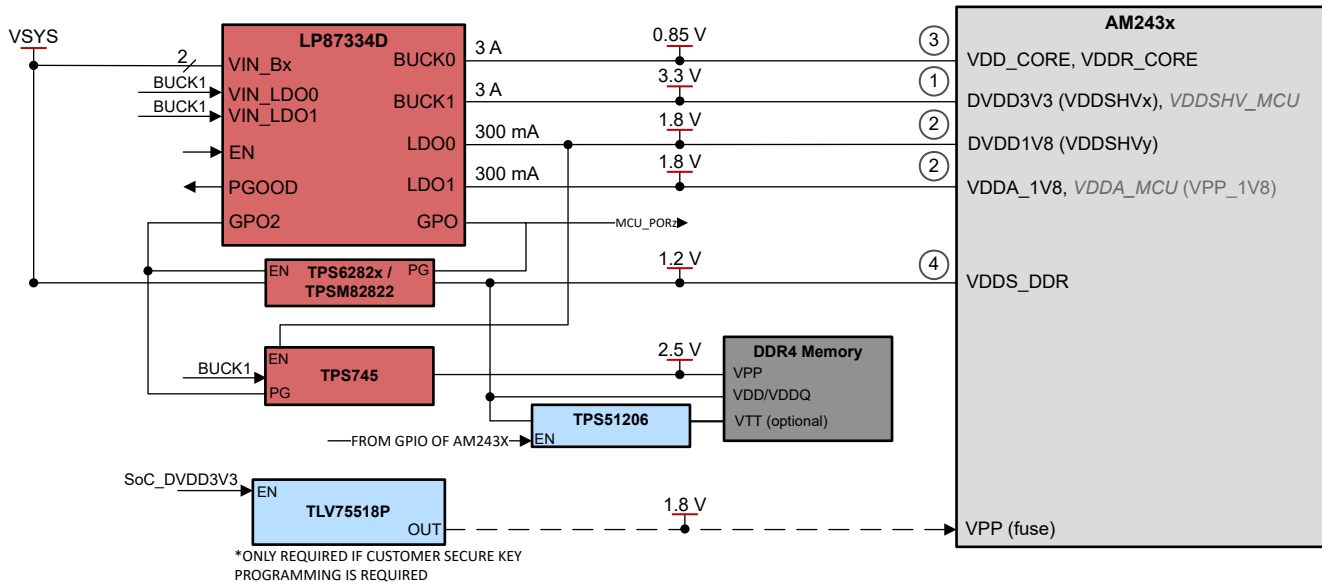 VSYS
LP87334D
AM243x
2
VIN_Bx
BUCK0
3 A
0.85 V
3
VDD_CORE, VDDR_CORE
BUCK1
VIN_LDO0
BUCK1
3 A
3.3 V
1
DVDD3V3 (VDDSHVx), VDDSHV_MCU
BUCK1
VIN_LDO1
EN
LDO0
300 mA
1.8 V
2
DVDD1V8 (VDDSHVy)
PGOOD
LDO1
300 mA
1.8 V
2
VDDA_1V8, VDDA_MCU (VPP_1V8)
GPO2
GPO
MCU_PORz
EN
TPS6282x /
TPSM82822
PG
1.2 V
4
VDDS_DDR
BUCK1
EN
TPS745
PG
2.5 V
DDR4 Memory
VPP
VDD/VDDQ
VTT (optional)
TPS51206
EN
FROM GPIO OF AM243X
SoC_DVDD3V3
EN
TLV75518P
OUT
1.8 V
VPP (fuse)
*ONLY REQUIRED IF CUSTOMER SECURE KEY
PROGRAMMING IS REQUIRED